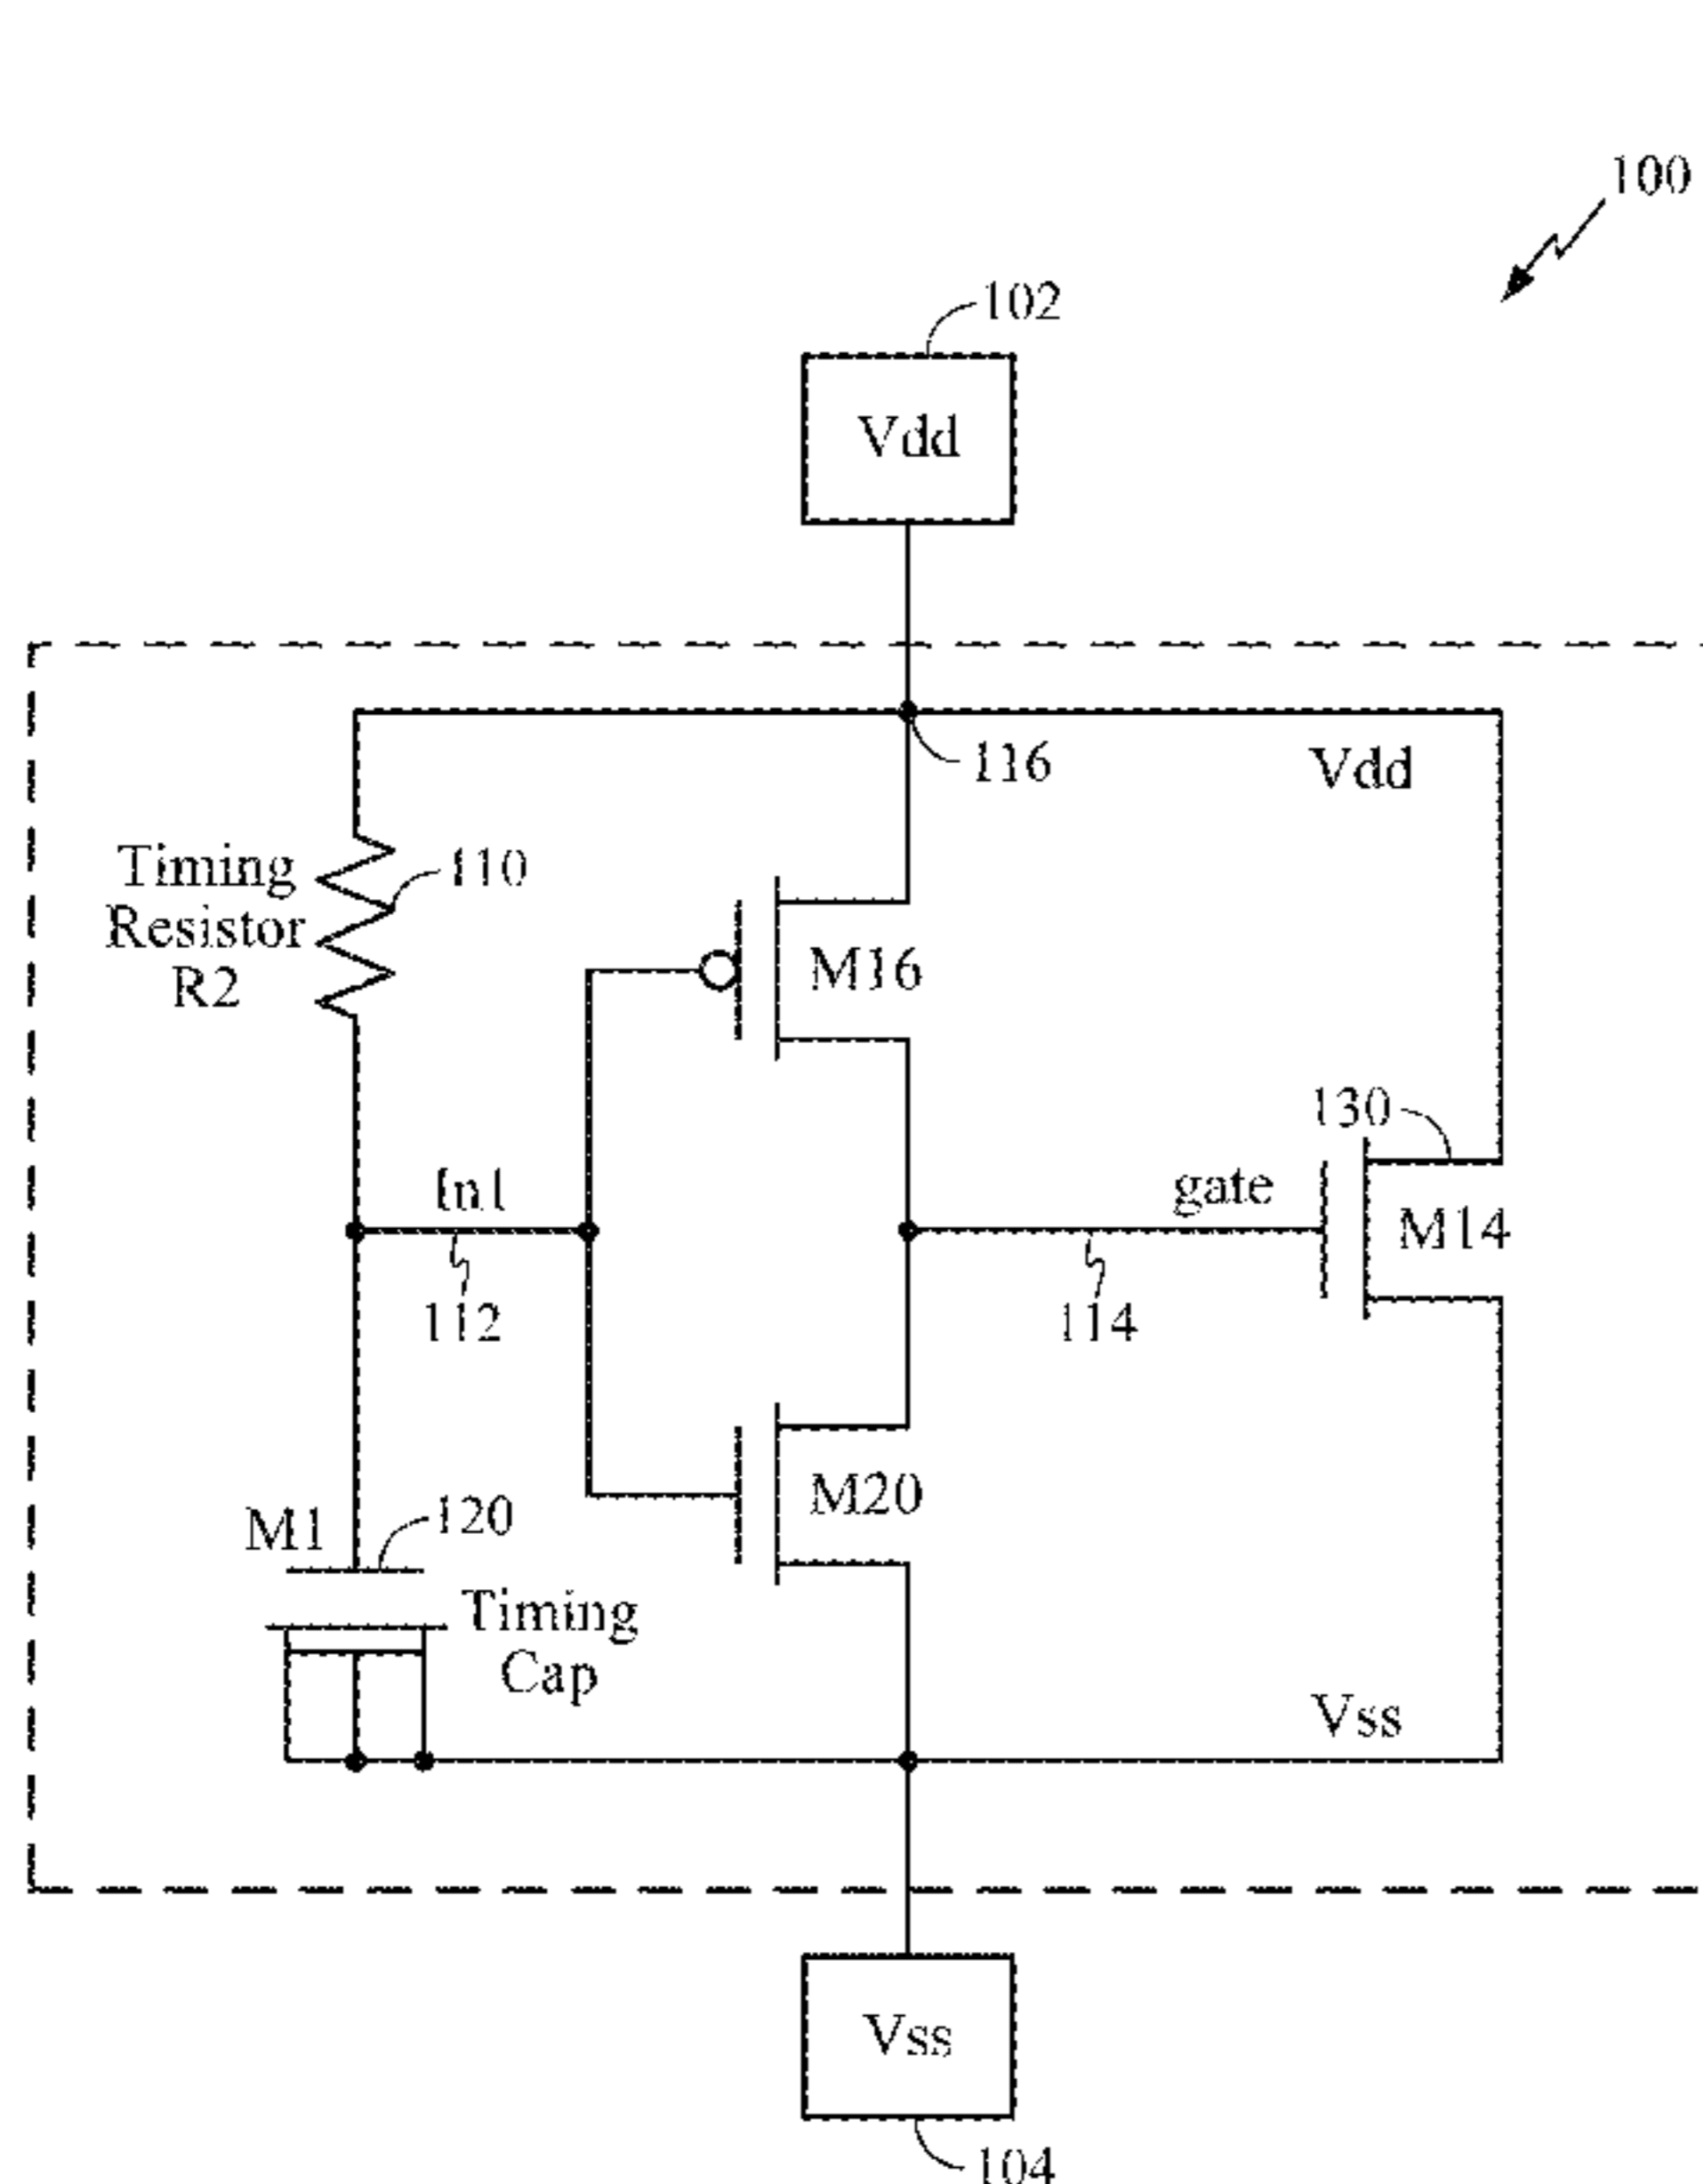 100
102
Vdd
116
Vdd
Timing
Resistor
R2
110
M16
130
In1
gate
M14
112
114
M20
M1
120
Timing
Cap
Vss
Vss
104